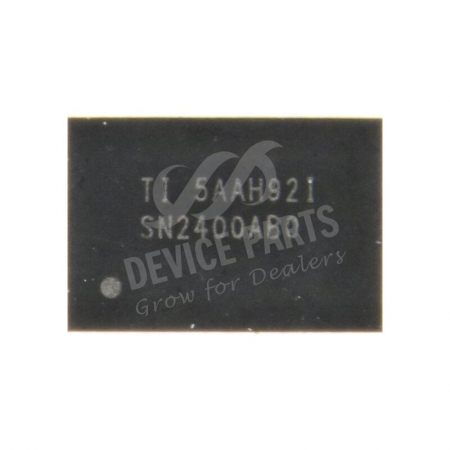 TI 5AAH92I
SN2400AB0
DEVICE PARTS
Grow for Dealers